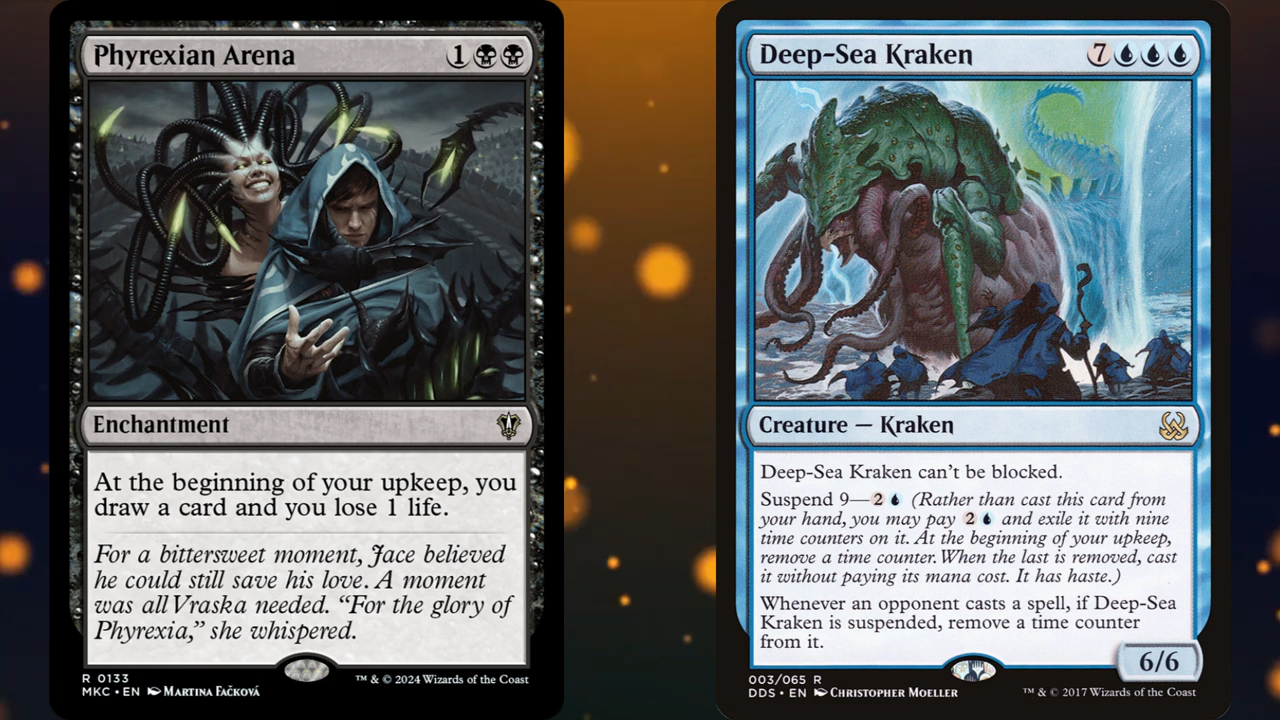 Phyrexian Arena 1
Enchantment
At the beginning of your upkeep, you
draw a card and you lose 1 life.
For a bittersweet moment, Jace believed
he could still save his love. A moment
was all Vraska needed. “For the glory of
Phyrexia,” she whispered.
R 0133
MKC • EN Martina Fačková
™ & © 2024 Wizards of the Coast
Deep-Sea Kraken 7
Creature — Kraken
Deep-Sea Kraken can't be blocked.
Suspend 9—2 (Rather than cast this card from
your hand, you may pay 2 and exile it with nine
time counters on it. At the beginning of your upkeep,
remove a time counter. When the last is removed, cast
it without paying its mana cost. It has haste.)
Whenever an opponent casts a spell, if Deep-Sea
Kraken is suspended, remove a time counter
from it.
6/6
003/065 R
DDS • EN Christopher Moeller
™ & © 2017 Wizards of the Coast